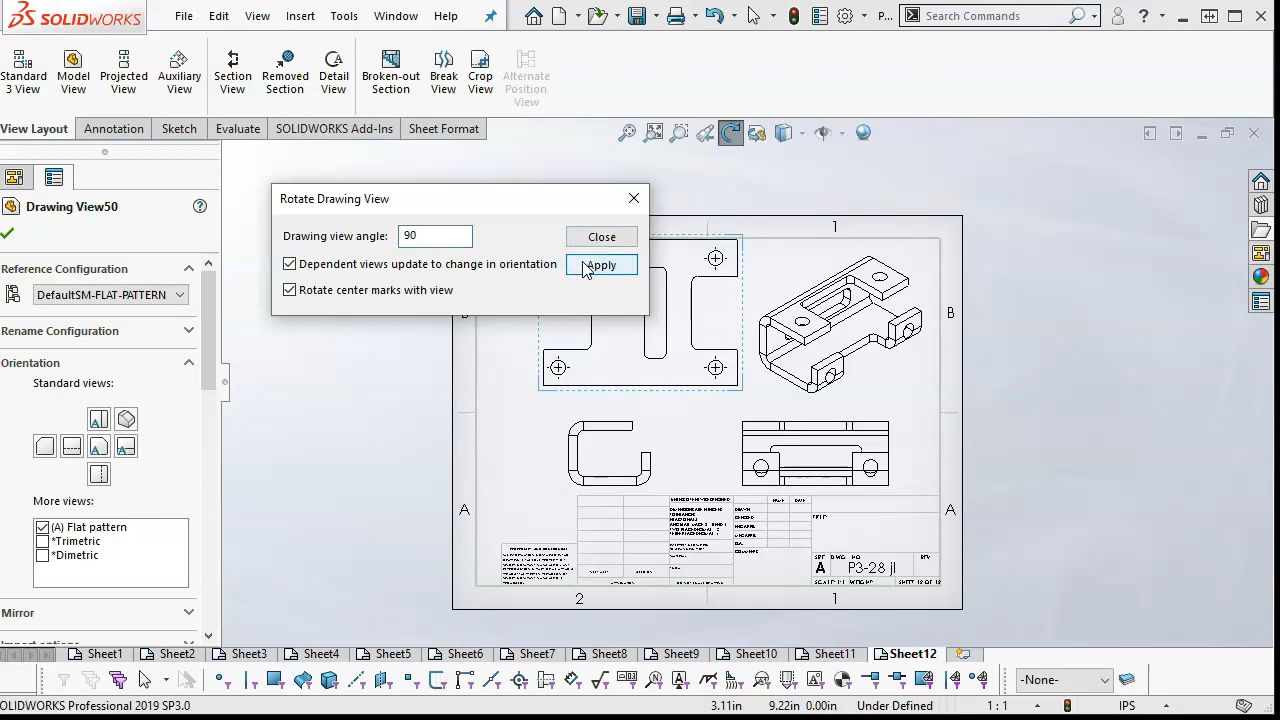 SOLIDWORKS File Edit View Insert Tools Window Help P... Search Commands ?
Standard 3 View
Model View
Projected View
Auxiliary View
Section View
Removed Section
Detail View
Broken-out Section
Break View
Crop View
Alternate Position View
View Layout Annotation Sketch Evaluate SOLIDWORKS Add-Ins Sheet Format
Drawing View50
Reference Configuration
DefaultSM-FLAT-PATTERN
Rename Configuration
Orientation
Standard views:
More views:
(A) Flat pattern
*Trimetric
*Dimetric
Mirror
Rotate Drawing View
Drawing view angle: 90 Close
Dependent views update to change in orientation Apply
Rotate center marks with view
1
B B
A A
A P3-28 jl
2 1
Sheet1 Sheet2 Sheet3 Sheet4 Sheet5 Sheet6 Sheet7 Sheet8 Sheet9 Sheet10 Sheet11 Sheet12
-None-
SOLIDWORKS Professional 2019 SP3.0 3.11in 9.22in 0.00in Under Defined 1 : 1 IPS